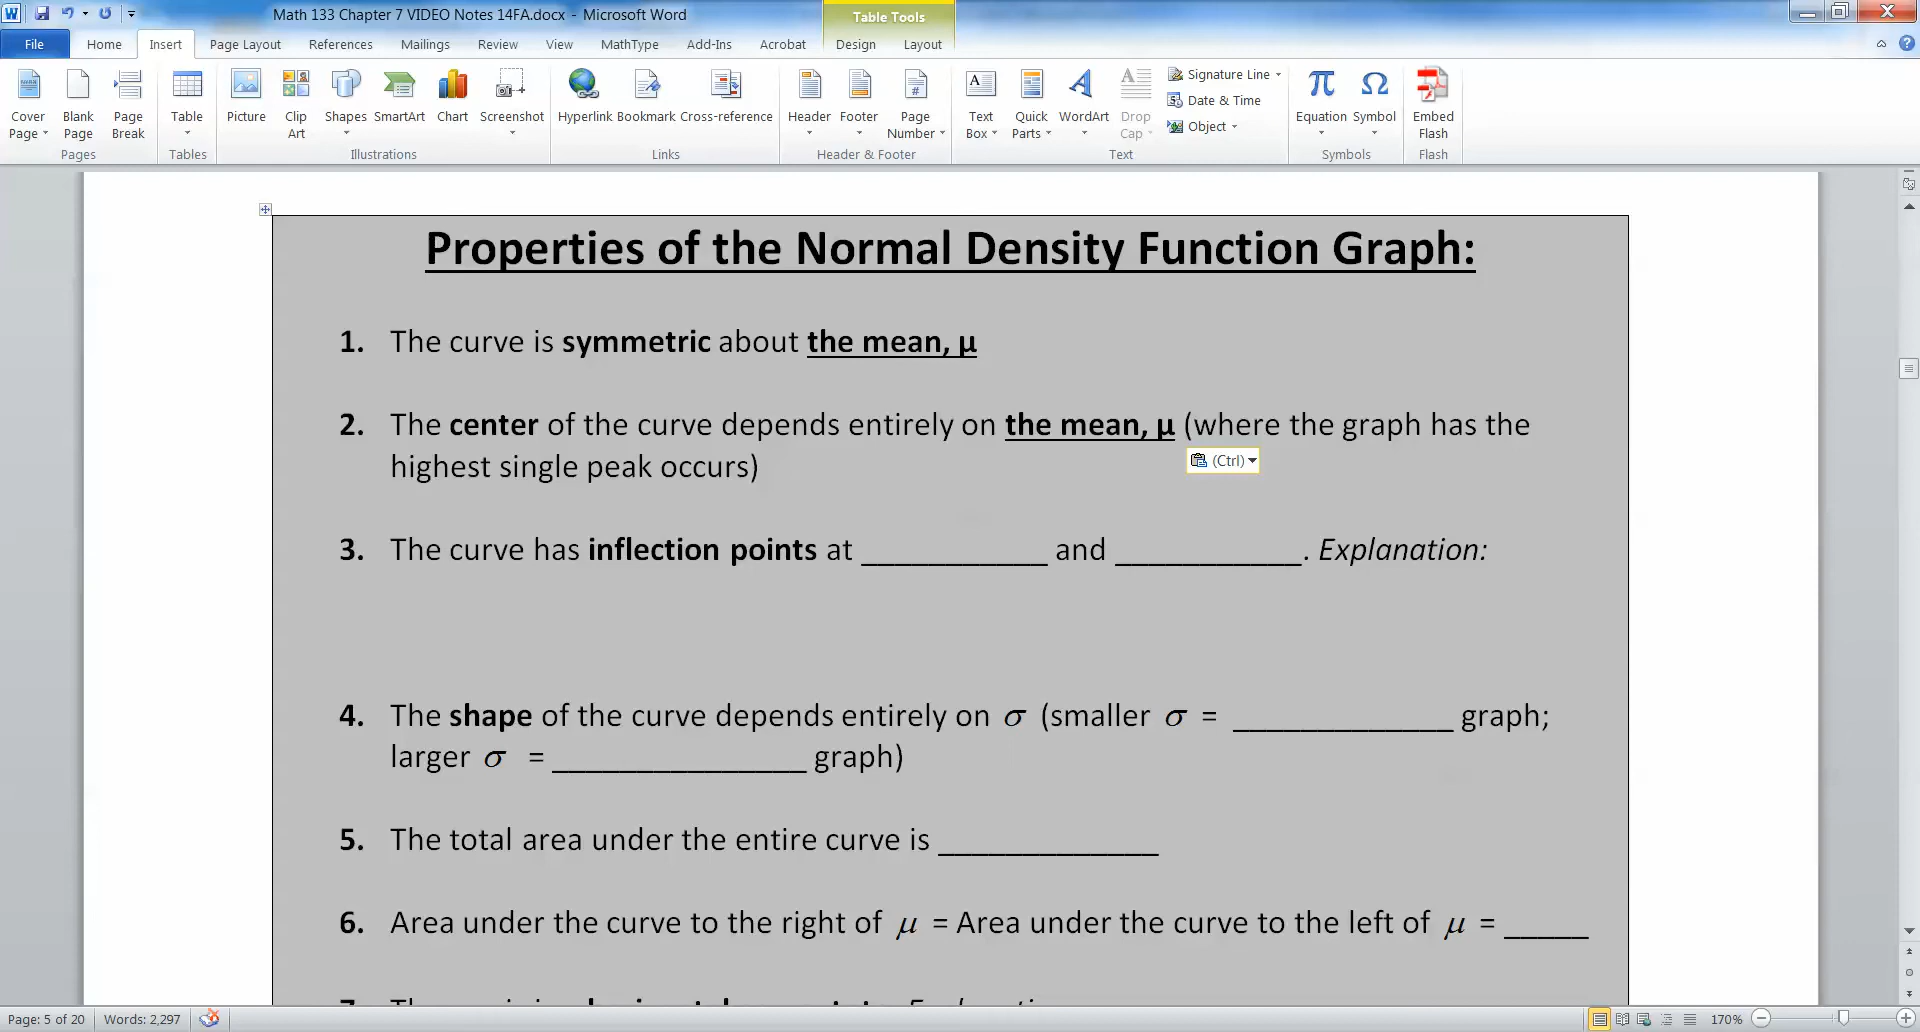 Math 133 Chapter 7 VIDEO Notes 14FA.docx - Microsoft Word
Table Tools
File Home Insert Page Layout References Mailings Review View MathType Add-Ins Acrobat Design Layout
Signature Line
Date & Time
Object
Cover Page Blank Page Page Break Table Picture Clip Art Shapes SmartArt Chart Screenshot Hyperlink Bookmark Cross-reference Header Footer Page Number Text Box Quick Parts WordArt Drop Cap Equation Symbol Embed Flash
Pages Tables Illustrations Links Header & Footer Text Symbols Flash
Properties of the Normal Density Function Graph:
1. The curve is symmetric about the mean, μ
2. The center of the curve depends entirely on the mean, μ (where the graph has the
(Ctrl)
highest single peak occurs)
3. The curve has inflection points at ___________ and ___________. Explanation:
4. The shape of the curve depends entirely on σ (smaller σ = _____________ graph;
larger σ = _______________ graph)
5. The total area under the entire curve is _____________
6. Area under the curve to the right of μ = Area under the curve to the left of μ = _____
Page: 5 of 20 Words: 2,297 170%